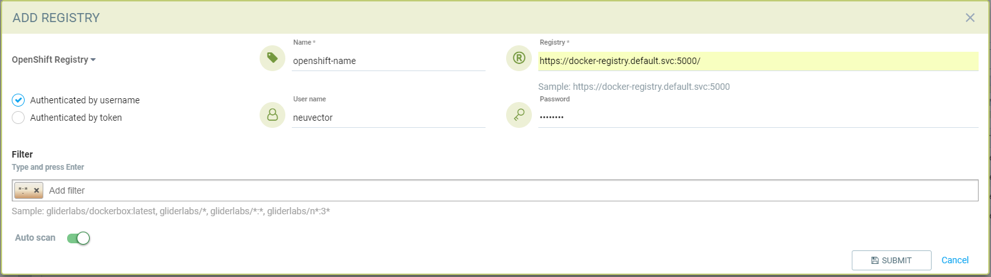 ADD REGISTRY
OpenShift Registry
Name *
openshift-name
Registry *
https://docker-registry.default.svc:5000/
Sample: https://docker-registry.default.svc:5000
Authenticated by username
Authenticated by token
User name
neuvector
Password
••••••••
Filter
Type and press Enter
Add filter
Sample: gliderlabs/dockerbox:latest, gliderlabs/*, gliderlabs/*:*, gliderlabs/n*:3*
Auto scan
SUBMIT
Cancel